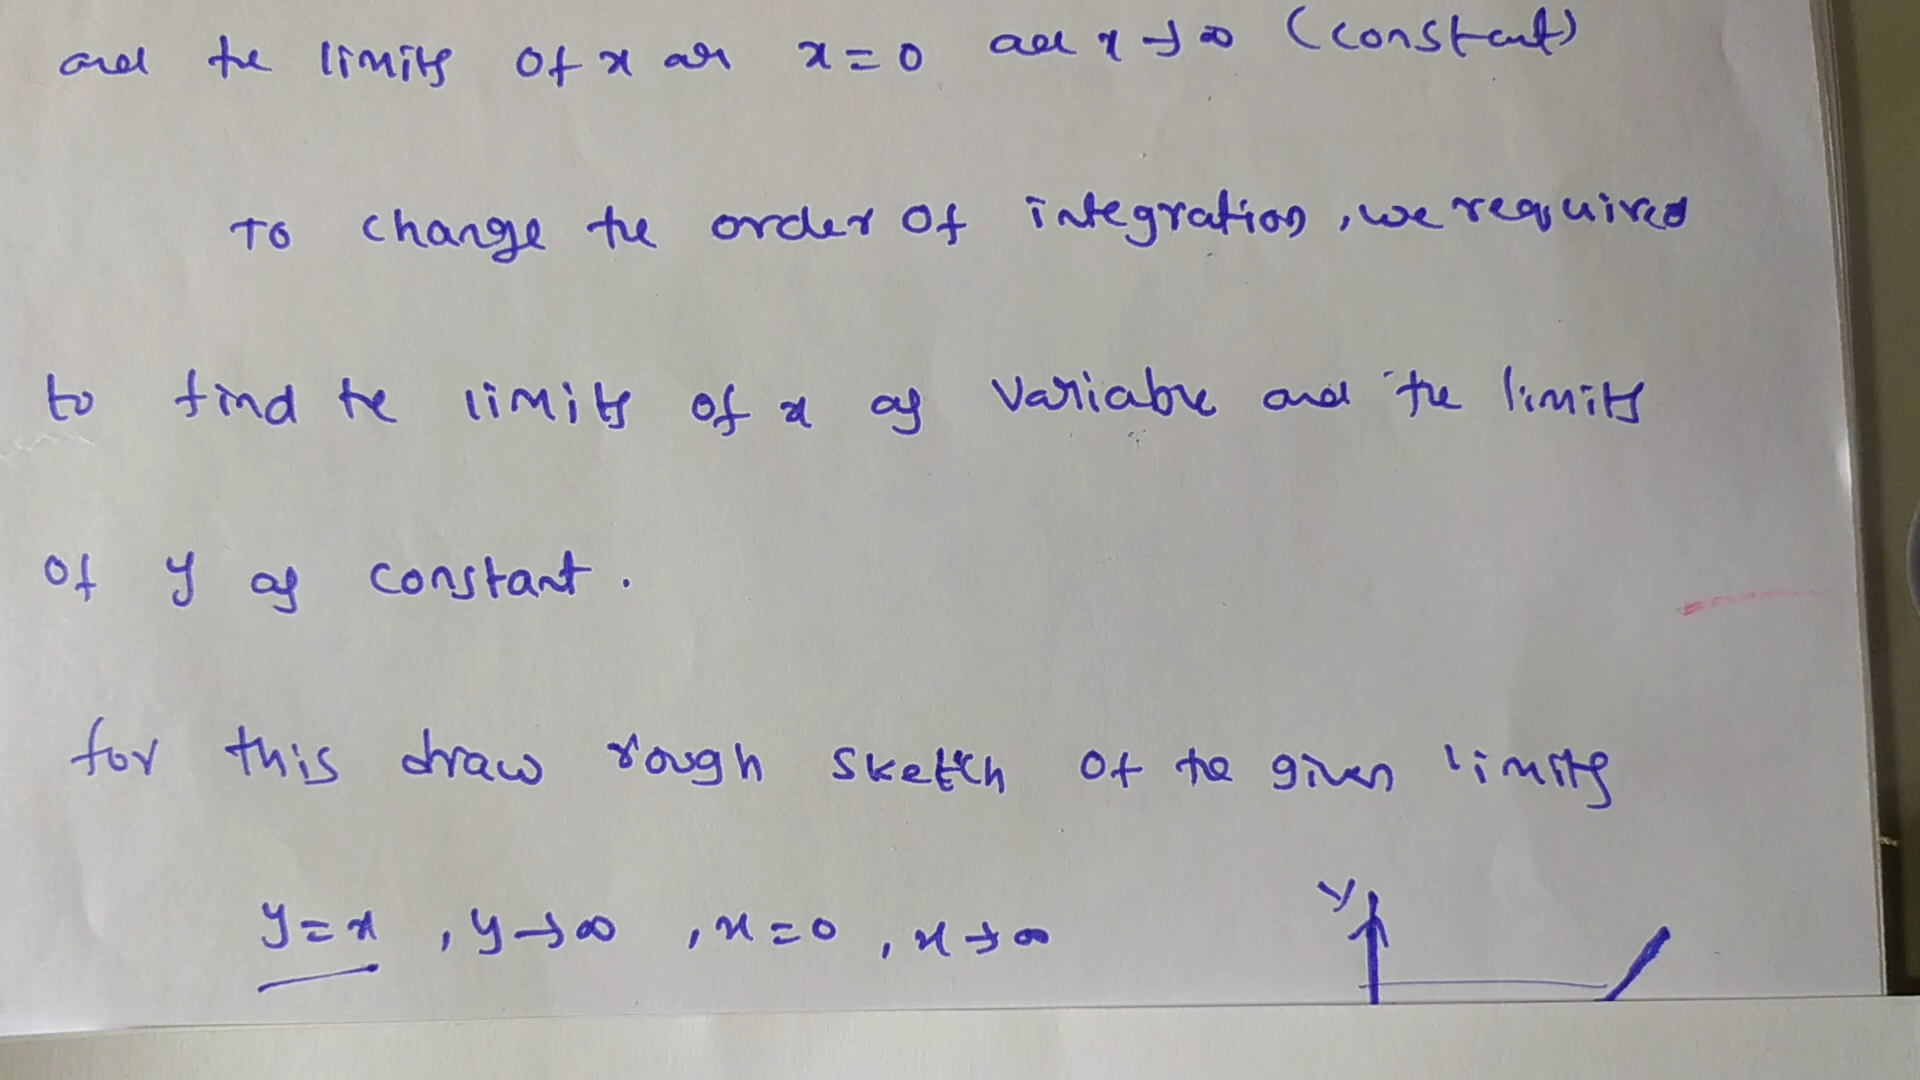 and the limits of x are x=0 and x→∞ (constant)
To change the order of integration, we required
to find the limits of x as variable and the limits
of y as constant.
for this draw rough sketch of the given limits
y=x , y→∞ , x=0 , x→∞
y